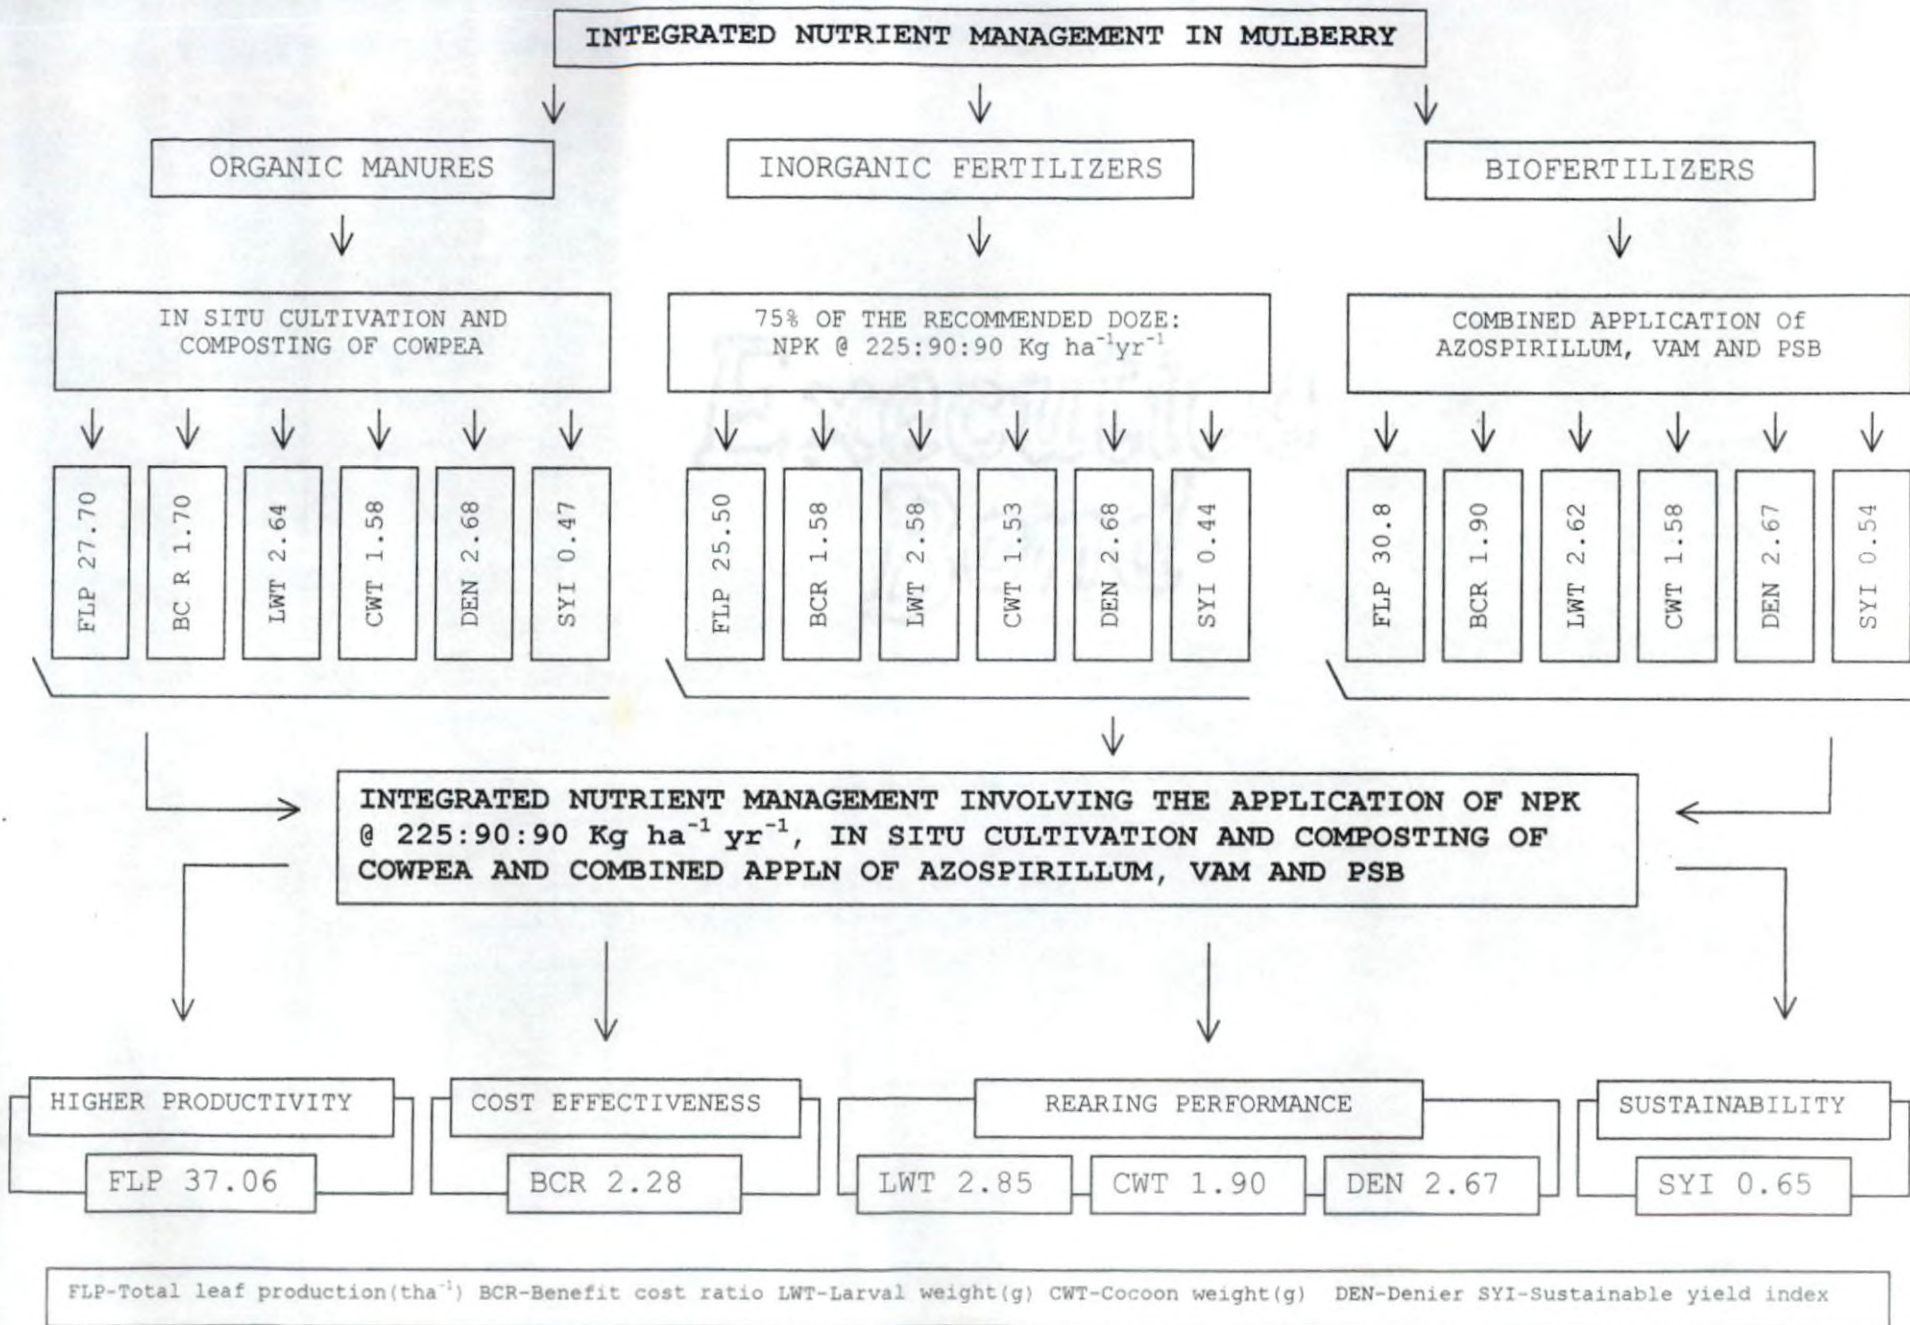 INTEGRATED NUTRIENT MANAGEMENT IN MULBERRY
ORGANIC MANURES
INORGANIC FERTILIZERS
BIOFERTILIZERS
IN SITU CULTIVATION AND
COMPOSTING OF COWPEA
75% OF THE RECOMMENDED DOZE:
NPK @ 225:90:90 Kg ha⁻¹yr⁻¹
COMBINED APPLICATION Of
AZOSPIRILLUM, VAM AND PSB
FLP 27.70
BC R 1.70
LWT 2.64
CWT 1.58
DEN 2.68
SYI 0.47
FLP 25.50
BCR 1.58
LWT 2.58
CWT 1.53
DEN 2.68
SYI 0.44
FLP 30.8
BCR 1.90
LWT 2.62
CWT 1.58
DEN 2.67
SYI 0.54
INTEGRATED NUTRIENT MANAGEMENT INVOLVING THE APPLICATION OF NPK
@ 225:90:90 Kg ha⁻¹ yr⁻¹, IN SITU CULTIVATION AND COMPOSTING OF
COWPEA AND COMBINED APPLN OF AZOSPIRILLUM, VAM AND PSB
HIGHER PRODUCTIVITY
FLP 37.06
COST EFFECTIVENESS
BCR 2.28
REARING PERFORMANCE
LWT 2.85
CWT 1.90
DEN 2.67
SUSTAINABILITY
SYI 0.65
FLP-Total leaf production(tha⁻¹) BCR-Benefit cost ratio LWT-Larval weight(g) CWT-Cocoon weight(g) DEN-Denier SYI-Sustainable yield index